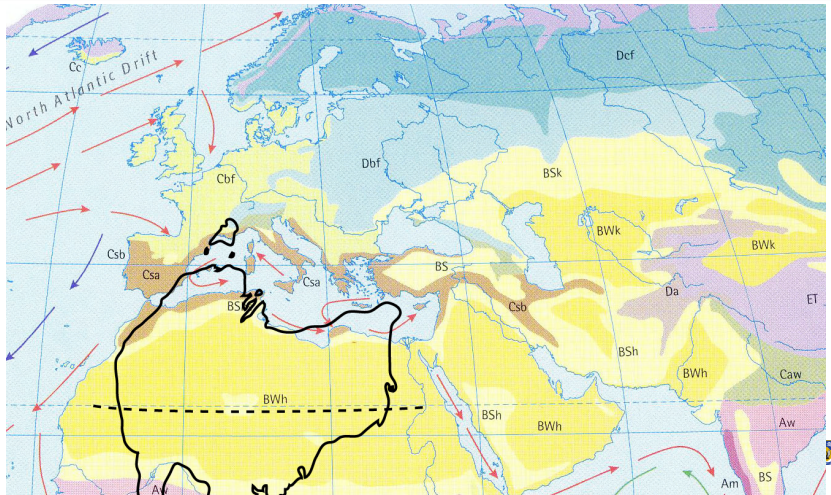 Cc
North Atlantic Drift
Dcf
Dbf
Cbf
BSk
BWk
BWk
Csb
Csa
Csa
BS
BS
Da
ET
Csb
BSh
BWh
Caw
BWh
BSh
BWh
Aw
Aw
Am
BS